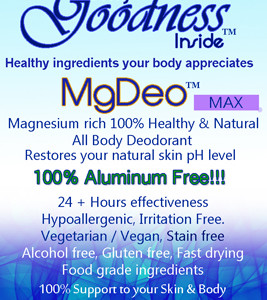 Goodness
Inside™
Healthy ingredients your body appreciates
MgDeo™
MAX
Magnesium rich 100% Healthy & Natural
All Body Deodorant
Restores your natural skin pH level
100% Aluminum Free!!!
24 + Hours effectiveness
Hypoallergenic, Irritation Free.
Vegetarian / Vegan, Stain free
Alcohol free, Gluten free, Fast drying
Food grade ingredients
100% Support to your Skin & Body